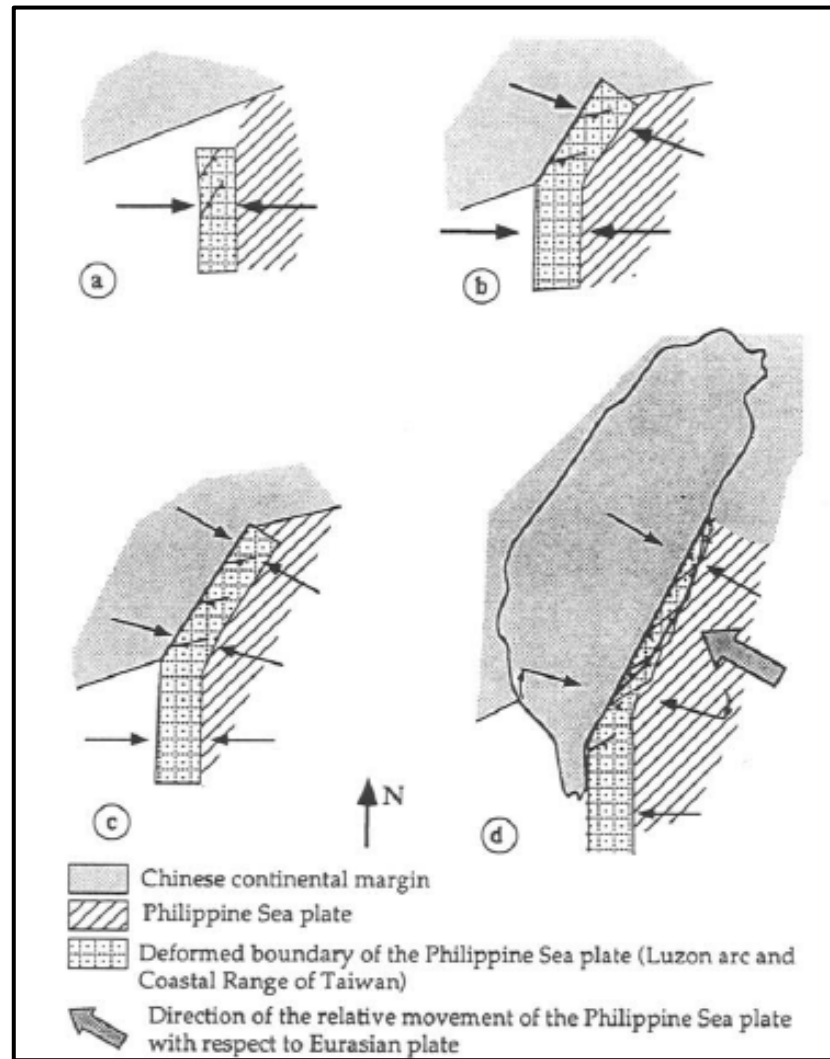 a
b
c
N
d
Chinese continental margin
Philippine Sea plate
Deformed boundary of the Philippine Sea plate (Luzon arc and
Coastal Range of Taiwan)
Direction of the relative movement of the Philippine Sea plate
with respect to Eurasian plate